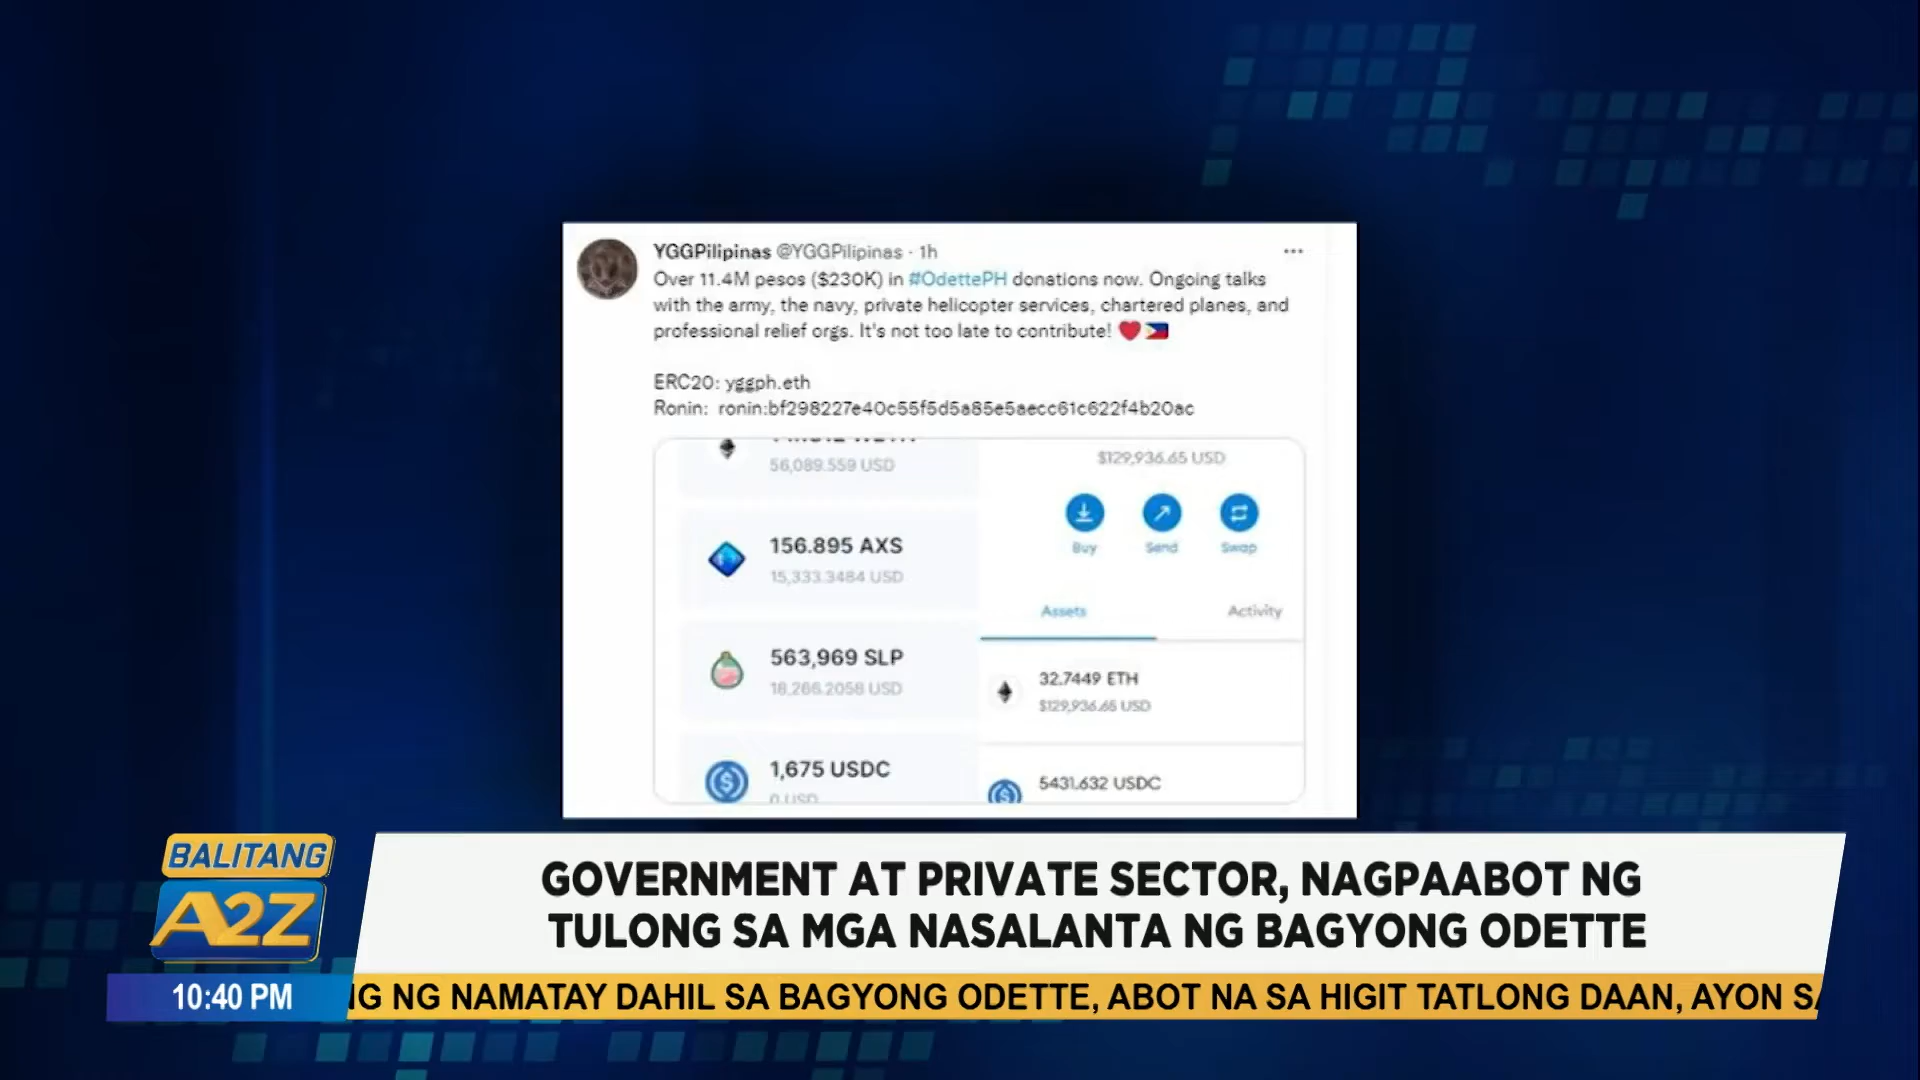 YGGPilipinas @YGGPilipinas · 1h
Over 11.4M pesos ($230K) in #OdettePH donations now. Ongoing talks
with the army, the navy, private helicopter services, chartered planes, and
professional relief orgs. It's not too late to contribute! ❤️🇵🇭
ERC20: yggph.eth
Ronin: ronin:bf298227e40c55f5d5a85e5aecc61c622f4b20ac
56,089.559 USD
156.895 AXS
15,333.3484 USD
563,969 SLP
18,266.2058 USD
1,675 USDC
0 USD
$129,936.65 USD
Buy
Send
Swap
Assets
Activity
32.7449 ETH
$129,936.65 USD
5431.632 USDC
BALITANG
A2Z
GOVERNMENT AT PRIVATE SECTOR, NAGPAABOT NG
TULONG SA MGA NASALANTA NG BAGYONG ODETTE
10:40 PM
NG NAMATAY DAHIL SA BAGYONG ODETTE, ABOT NA SA HIGIT TATLONG DAAN, AYON